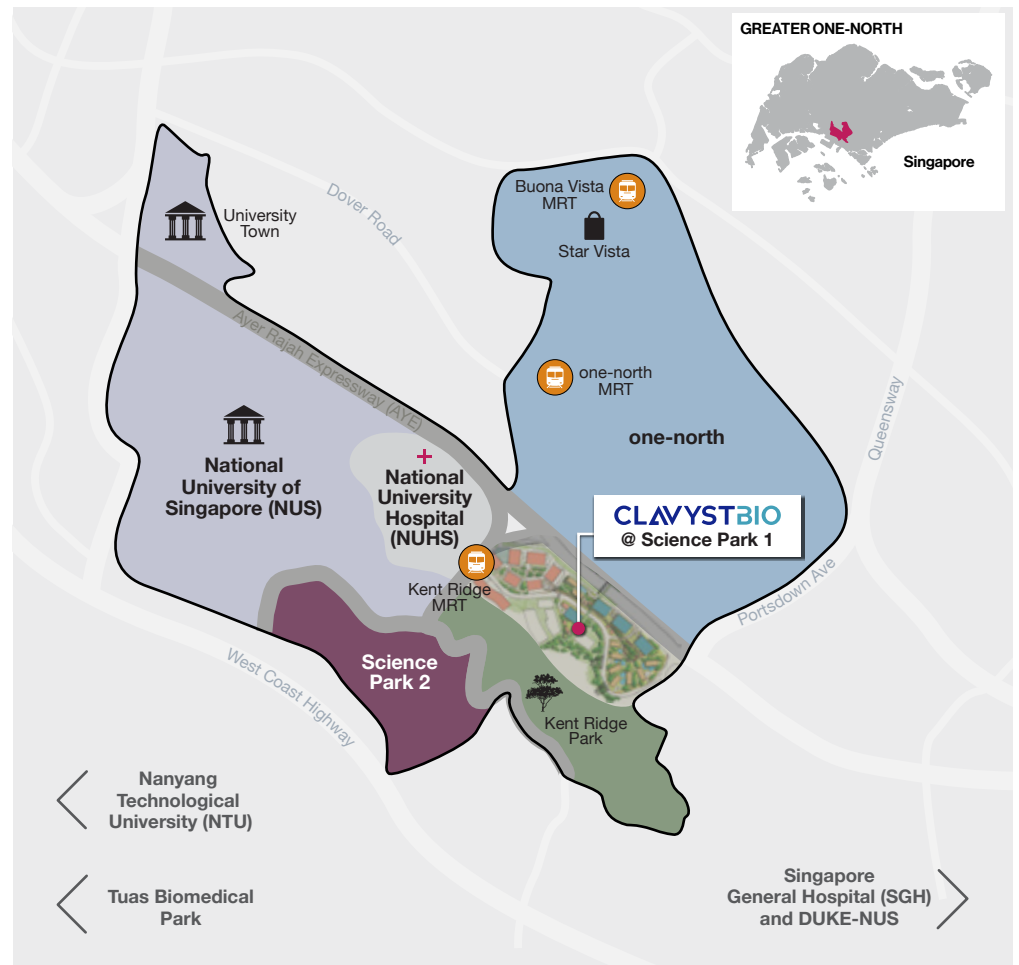 GREATER ONE-NORTH
Singapore
Buona Vista
MRT
Star Vista
University
Town
Dover Road
Ayer Rajah Expressway (AYE)
one-north
MRT
one-north
Queensway
National
University of
Singapore (NUS)
National
University
Hospital
(NUHS)
CLAVYSTBIO
@ Science Park 1
Kent Ridge
MRT
Portsdown Ave
Science
Park 2
West Coast Highway
Kent Ridge
Park
Nanyang
Technological
University (NTU)
Tuas Biomedical
Park
Singapore
General Hospital (SGH)
and DUKE-NUS